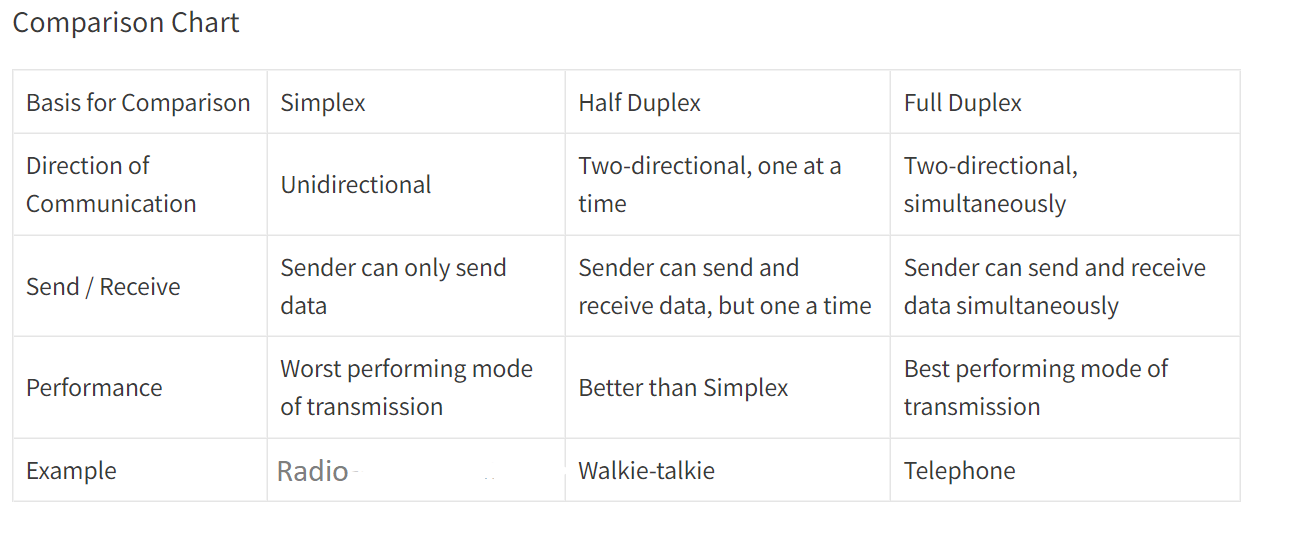 Comparison Chart
Basis for Comparison
Simplex
Half Duplex
Full Duplex
Direction of
Communication
Unidirectional
Two-directional, one at a
time
Two-directional,
simultaneously
Send / Receive
Sender can only send
data
Sender can send and
receive data, but one a time
Sender can send and receive
data simultaneously
Performance
Worst performing mode
of transmission
Better than Simplex
Best performing mode of
transmission
Example
Radio
Walkie-talkie
Telephone